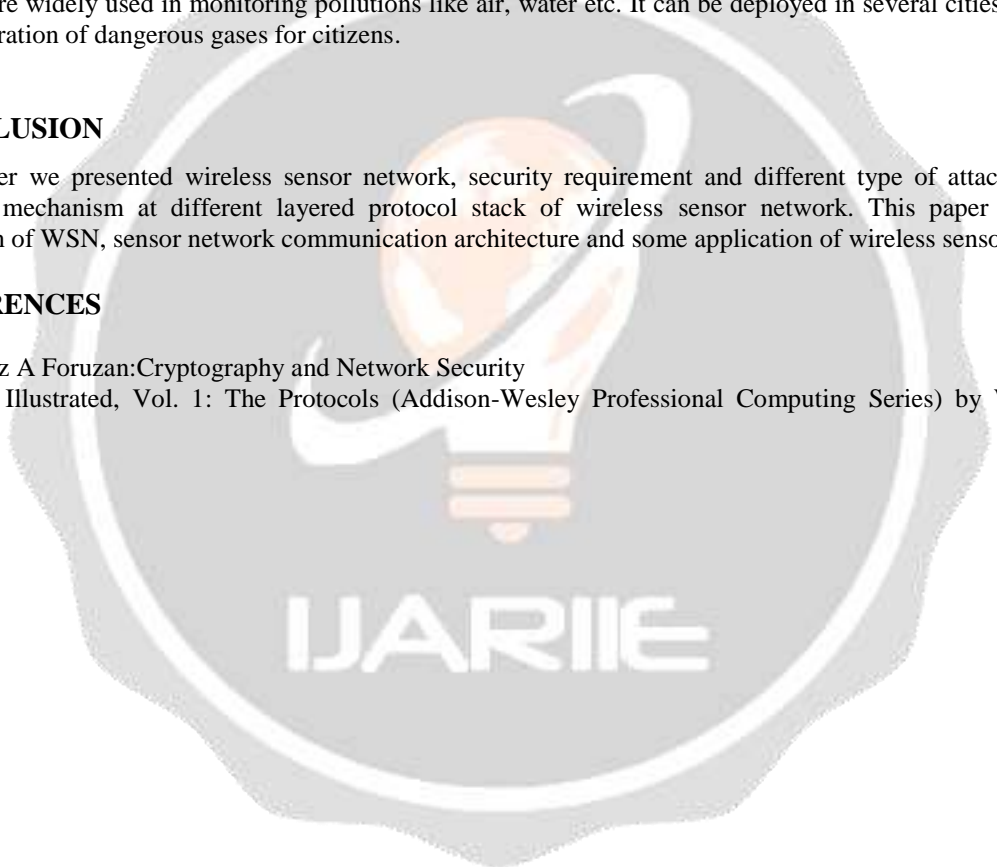 re widely used in monitoring pollutions like air, water etc. It can be deployed in several cities
ration of dangerous gases for citizens.
LUSION
er we presented wireless sensor network, security requirement and different type of attac
mechanism at different layered protocol stack of wireless sensor network. This paper
n of WSN, sensor network communication architecture and some application of wireless senso
RENCES
z A Foruzan:Cryptography and Network Security
Illustrated, Vol. 1: The Protocols (Addison-Wesley Professional Computing Series) by
IJARIIE